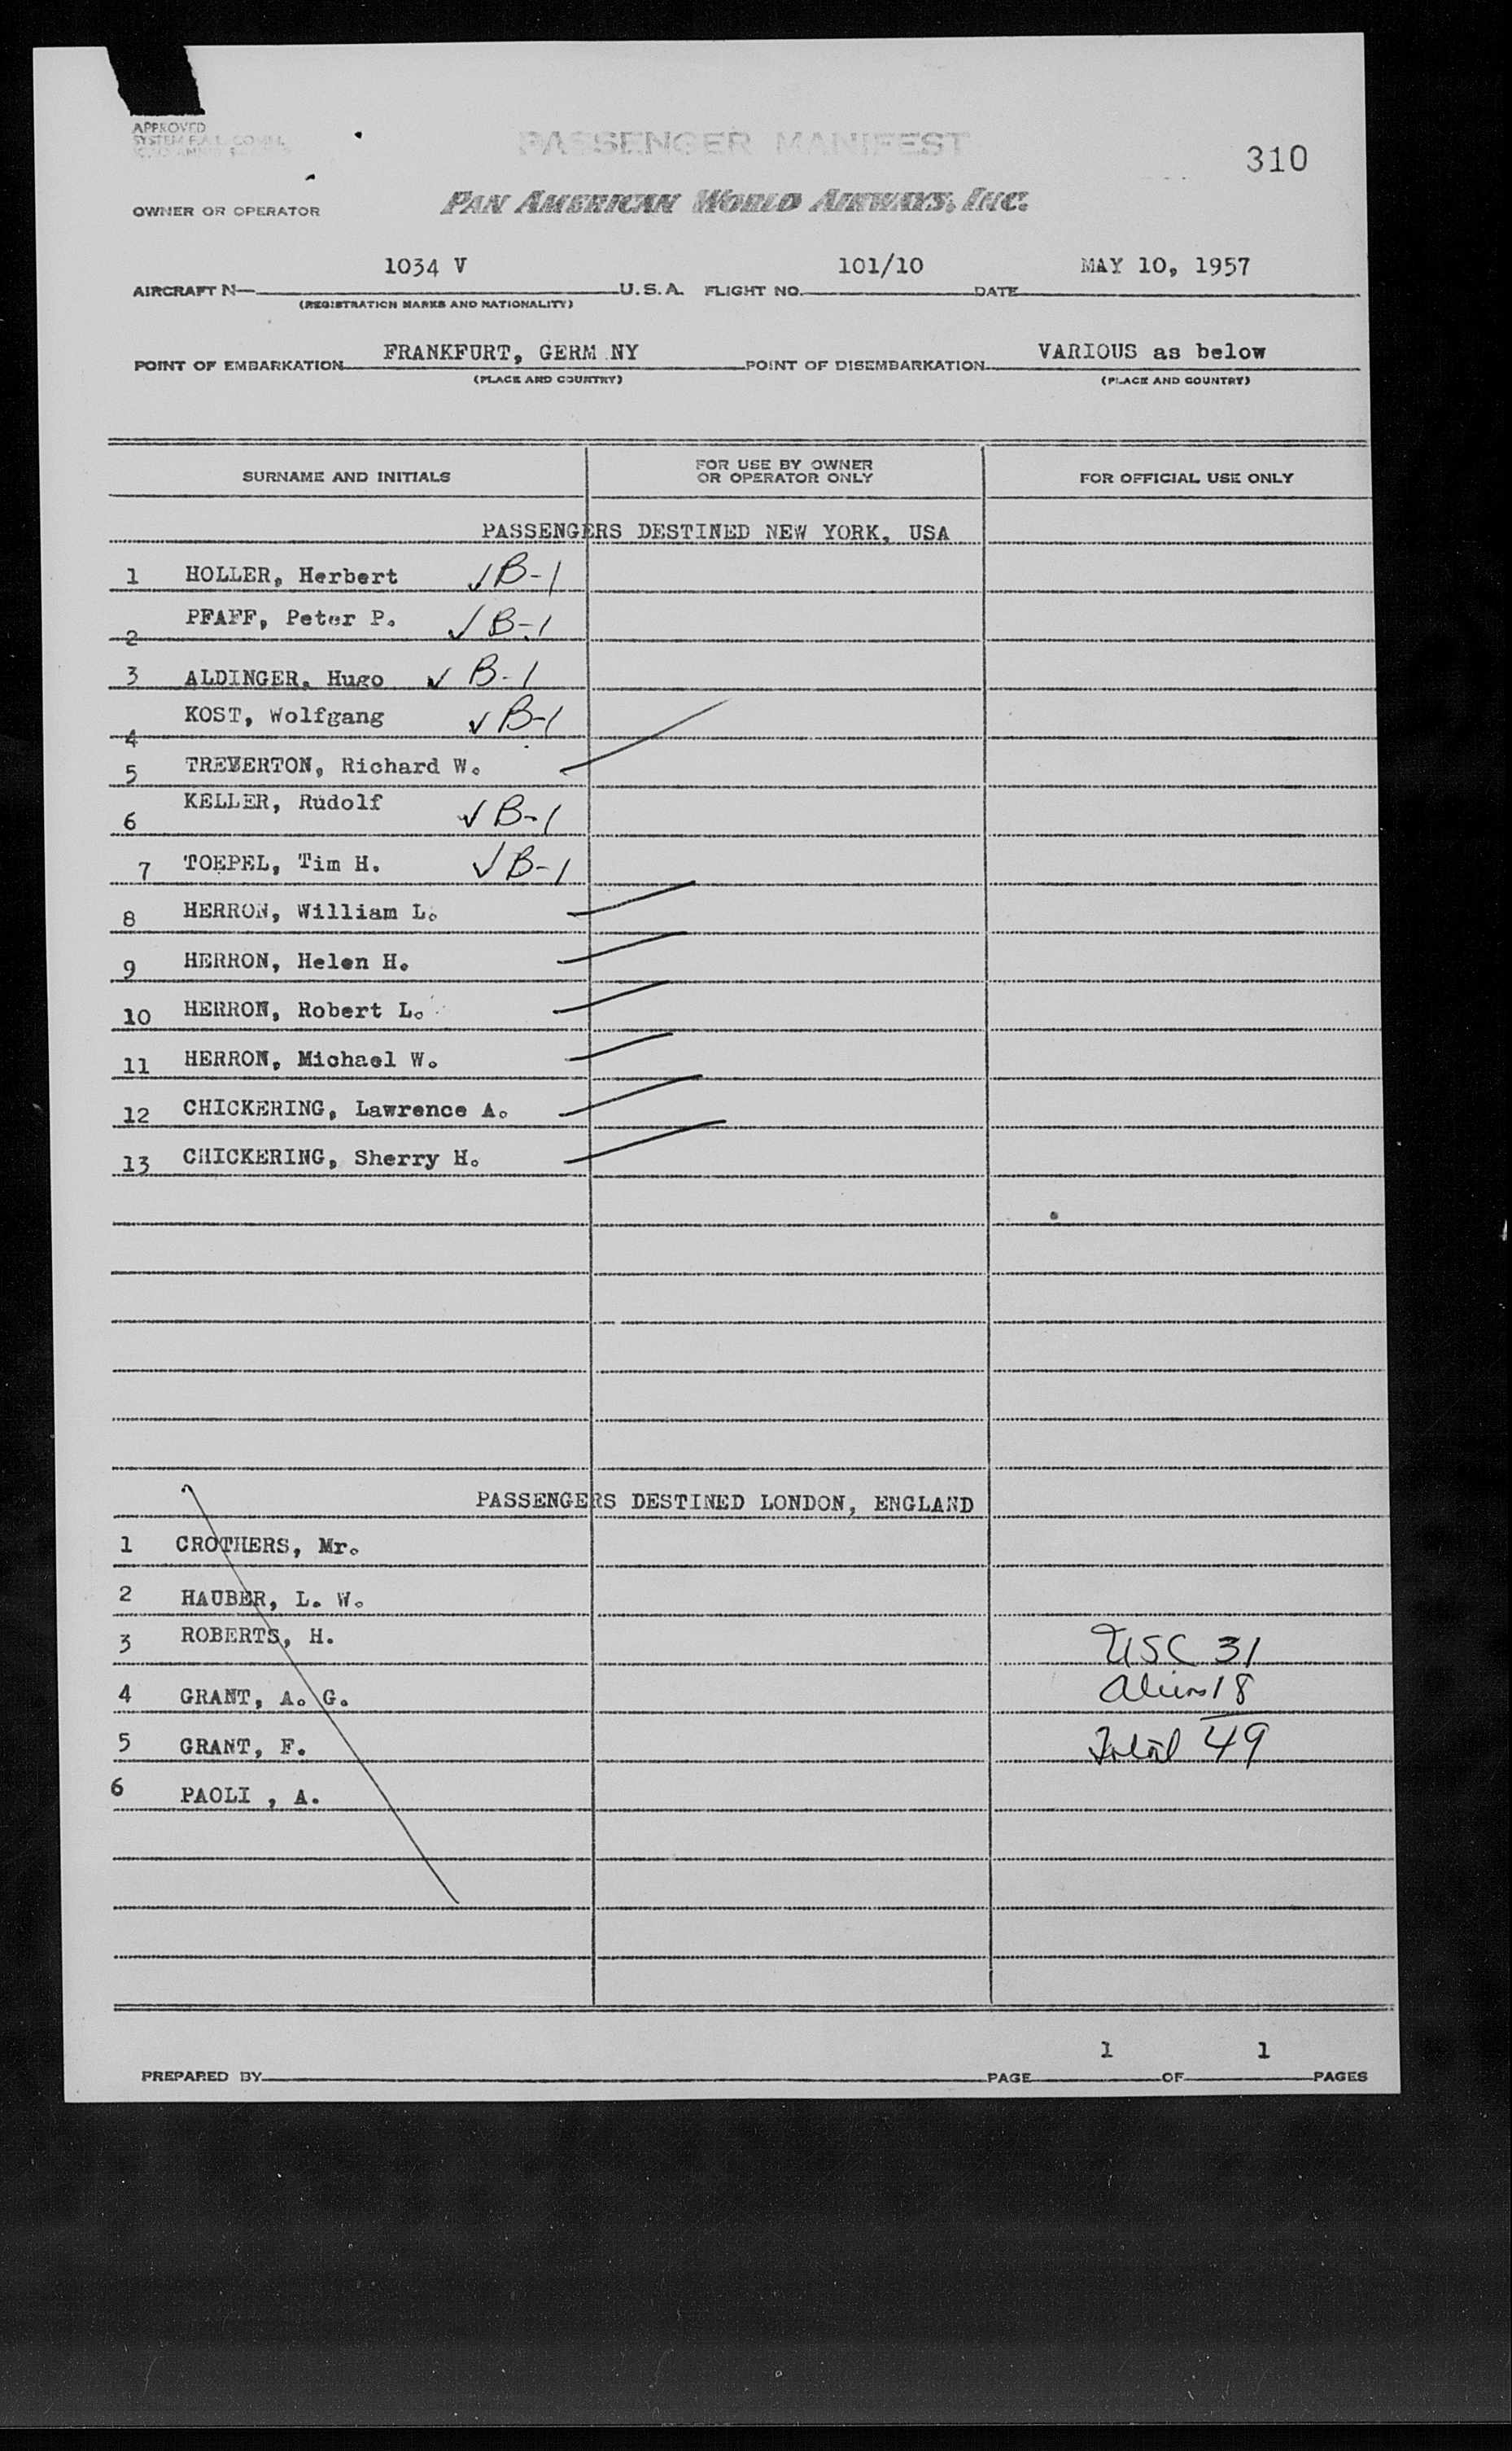 APPROVED
SYSTEM F.A.L. COMM.
PASSENGER MANIFEST
310
OWNER OR OPERATOR PAN AMERICAN WORLD AIRWAYS, INC.
1034 V 101/10 MAY 10, 1957
AIRCRAFT N U.S.A. FLIGHT NO. DATE
(REGISTRATION MARKS AND NATIONALITY)
FRANKFURT, GERM NY VARIOUS as below
POINT OF EMBARKATION POINT OF DISEMBARKATION
(PLACE AND COUNTRY) (PLACE AND COUNTRY)
SURNAME AND INITIALS FOR USE BY OWNER OR OPERATOR ONLY FOR OFFICIAL USE ONLY
PASSENGERS DESTINED NEW YORK, USA
1 HOLLER, Herbert ✓ B-1
2 PFAFF, Peter P. ✓ B-1
3 ALDINGER, Hugo ✓ B-1
4 KOST, Wolfgang ✓ B-1
5 TREVERTON, Richard W.
6 KELLER, Rudolf ✓ B-1
7 TOEPEL, Tim H. ✓ B-1
8 HERRON, William L.
9 HERRON, Helen H.
10 HERRON, Robert L.
11 HERRON, Michael W.
12 CHICKERING, Lawrence A.
13 CHICKERING, Sherry H.
PASSENGERS DESTINED LONDON, ENGLAND
1 CROTHERS, Mr.
2 HAUBER, L. W.
3 ROBERTS, H. USC 31
4 GRANT, A. G. Alien 18
5 GRANT, F. Total 49
6 PAOLI , A.
1 1
PREPARED BY PAGE OF PAGES